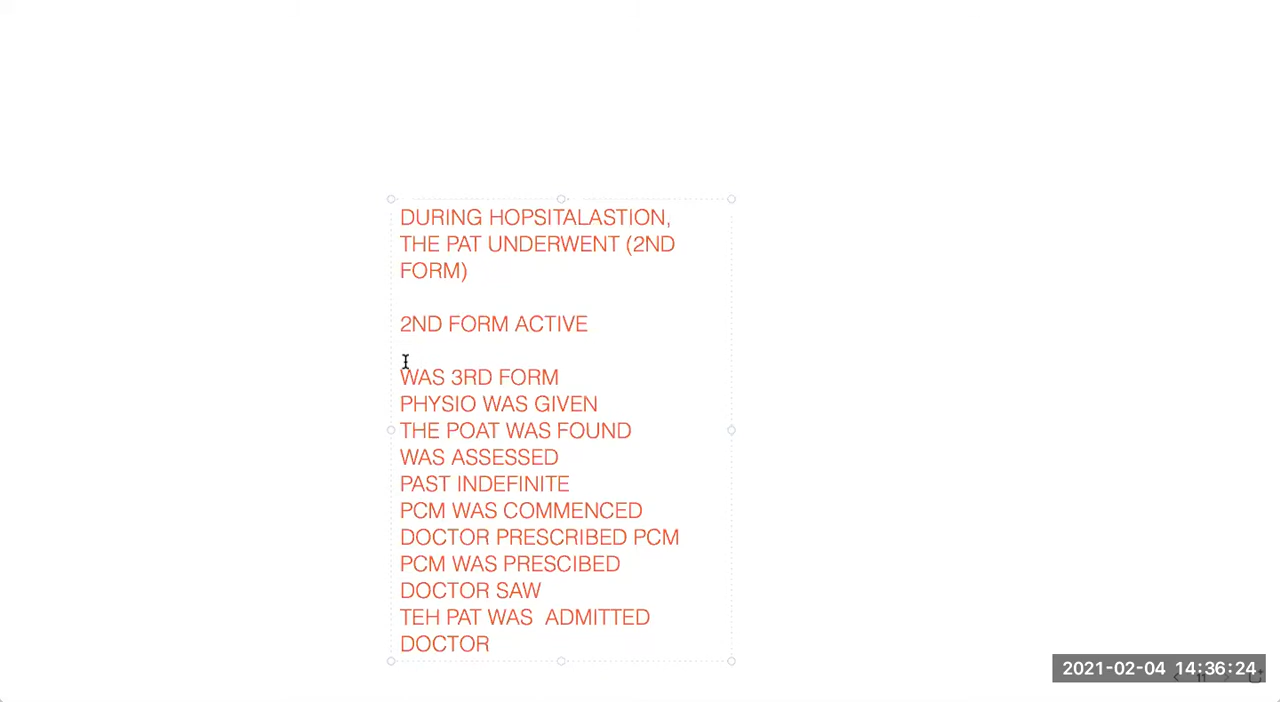 DURING HOPSITALASTION,
THE PAT UNDERWENT (2ND
FORM)
2ND FORM ACTIVE
WAS 3RD FORM
PHYSIO WAS GIVEN
THE POAT WAS FOUND
WAS ASSESSED
PAST INDEFINITE
PCM WAS COMMENCED
DOCTOR PRESCRIBED PCM
PCM WAS PRESCIBED
DOCTOR SAW
TEH PAT WAS  ADMITTED
DOCTOR
2021-02-04 14:36:24